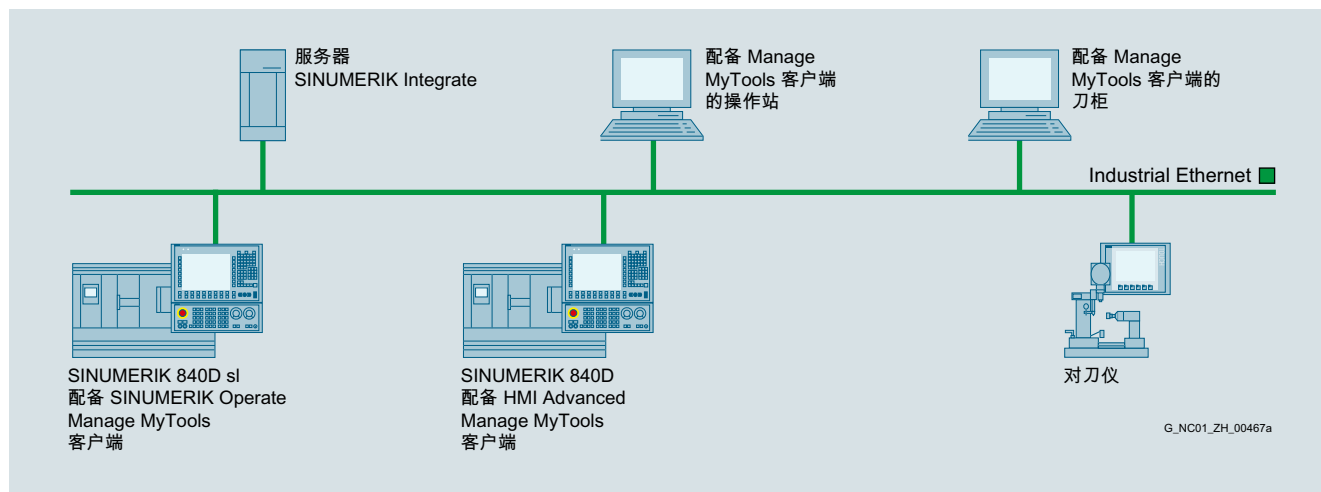 服务器
SINUMERIK Integrate
配备 Manage
MyTools 客户端
的操作站
配备 Manage
MyTools 客户端的
刀柜
Industrial Ethernet
SINUMERIK 840D sl
配备 SINUMERIK Operate
Manage MyTools
客户端
SINUMERIK 840D
配备 HMI Advanced
Manage MyTools
客户端
对刀仪
G_NC01_ZH_00467a